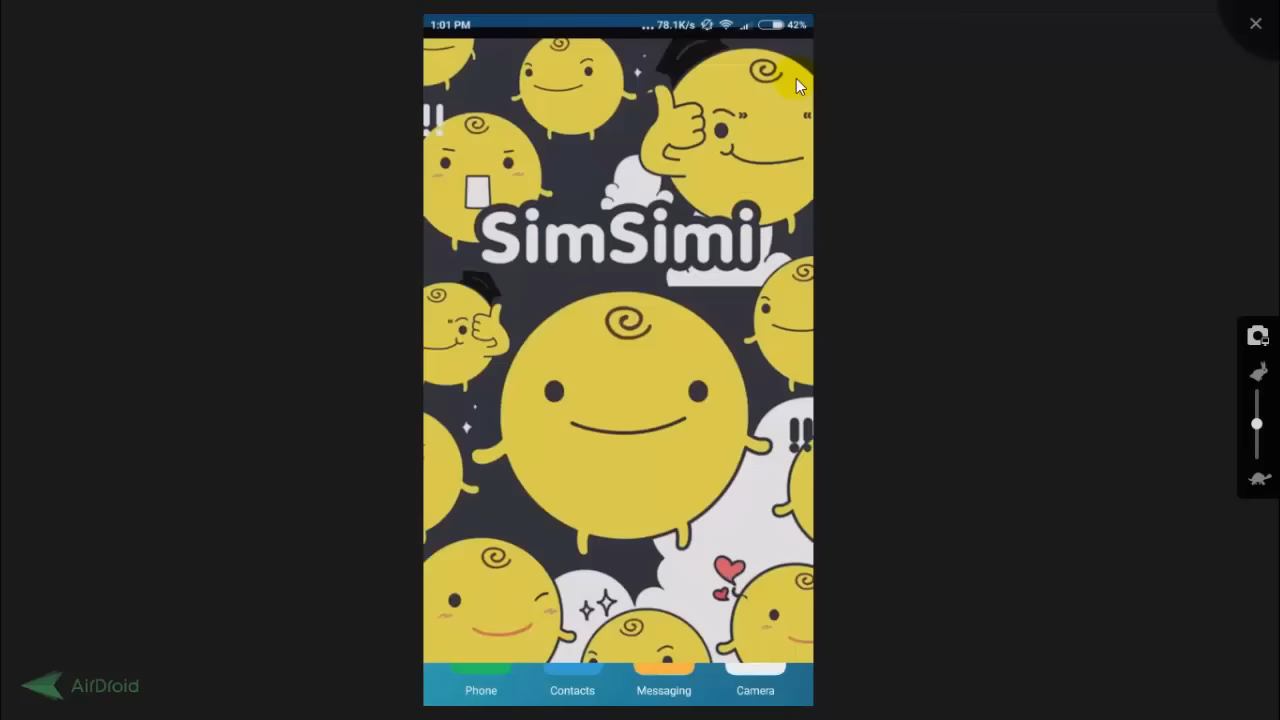 1:01 PM ... 78.1K/s 42%
!!
SimSimi
!!
Phone Contacts Messaging Camera
AirDroid